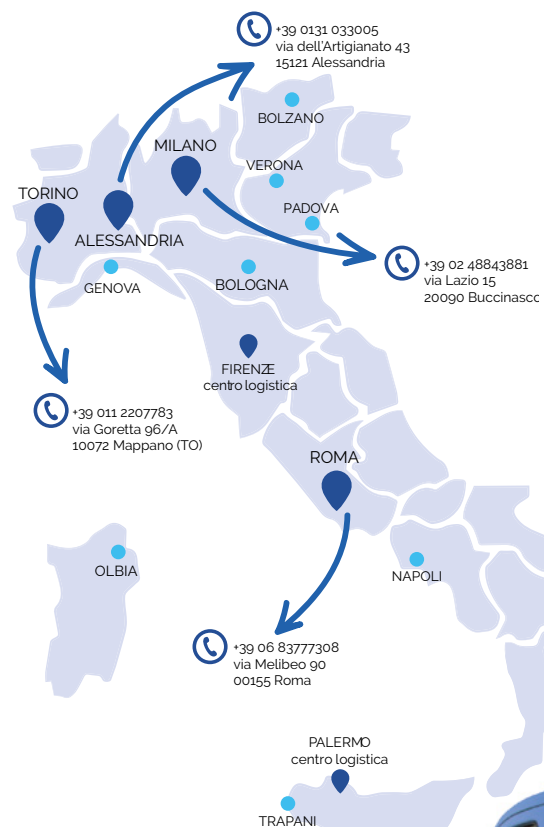 +39 0131 033005
via dell'Artigianato 43
15121 Alessandria
BOLZANO
MILANO
VERONA
TORINO
PADOVA
ALESSANDRIA
+39 02 48843881
via Lazio 15
20090 Buccinasco
GENOVA
BOLOGNA
FIRENZE
centro logistica
+39 011 2207783
via Goretta 96/A
10072 Mappano (TO)
ROMA
OLBIA
NAPOLI
+39 06 83777308
via Melibeo 90
00155 Roma
PALERMO
centro logistica
TRAPANI